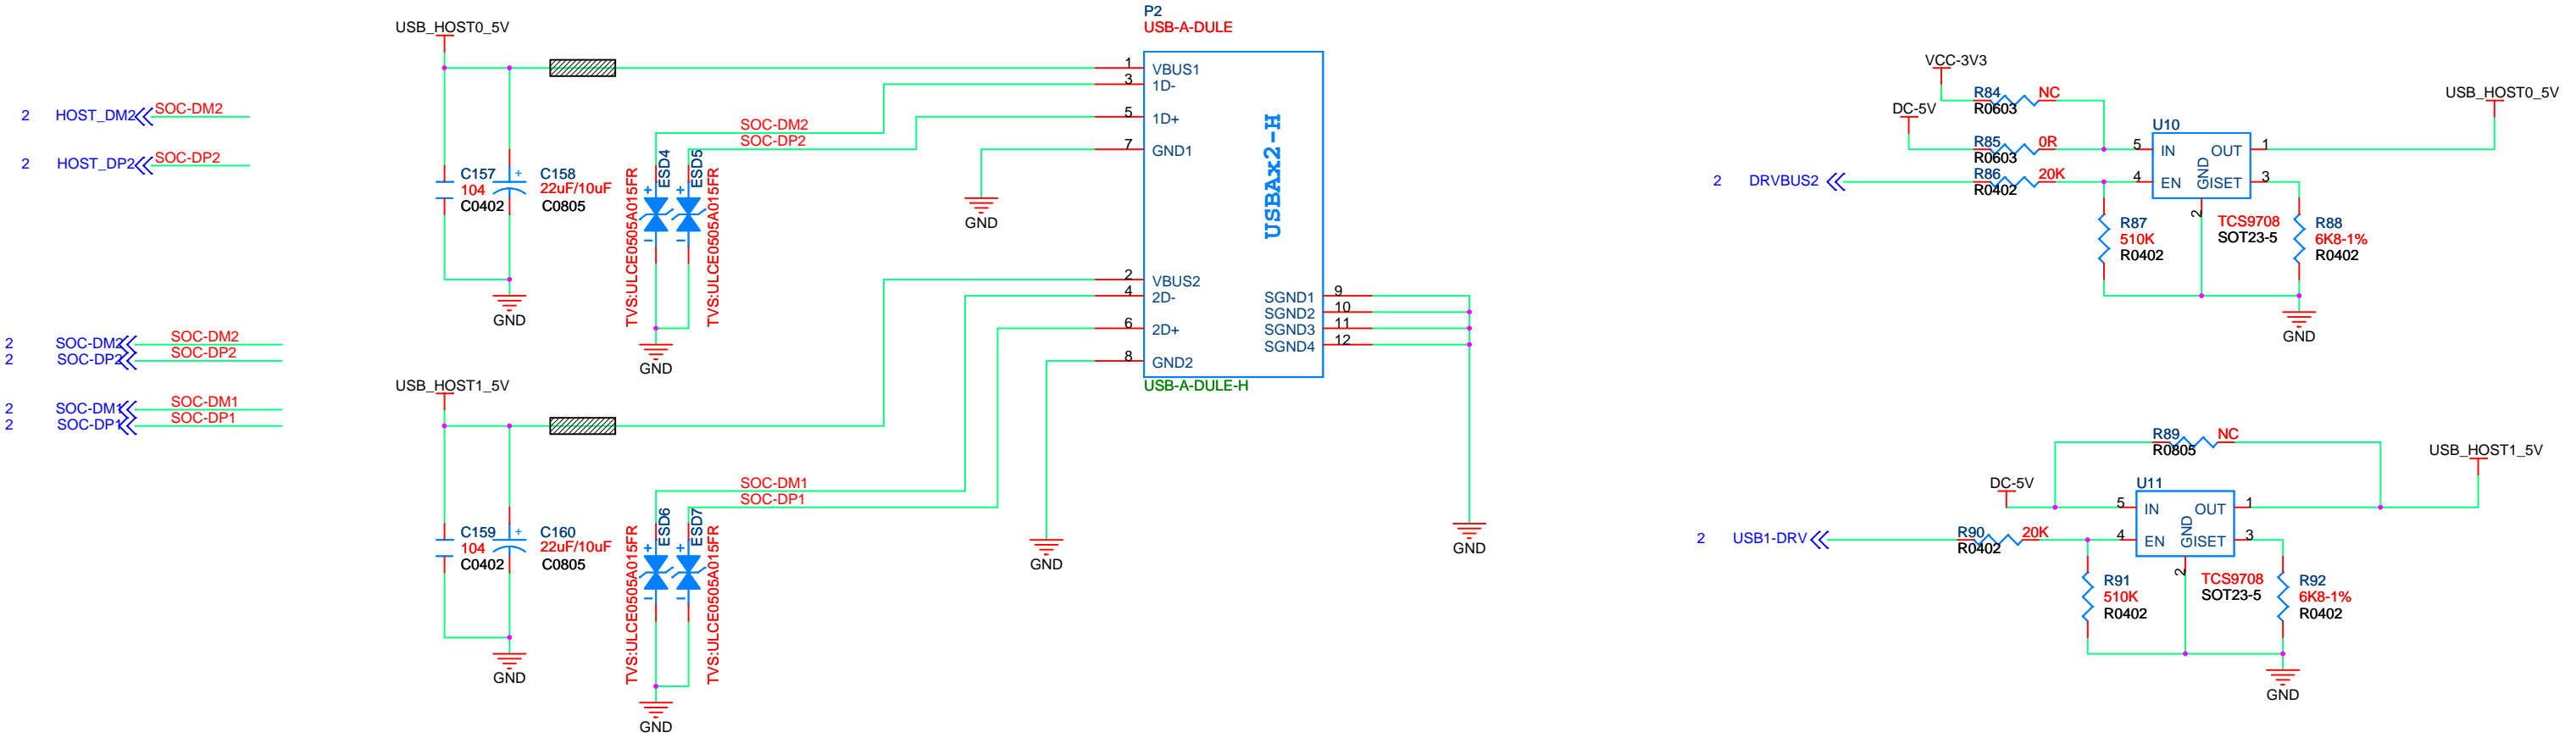 P2
USB-A-DULE
USB_HOST0_5V
1
VBUS1
3
1D-
5
1D+
7
GND1
USBAx2-H
2
VBUS2
4
2D-
6
2D+
8
GND2
SGND1
9
SGND2
10
SGND3
11
SGND4
12
USB-A-DULE-H
2 HOST_DM2 SOC-DM2
2 HOST_DP2 SOC-DP2
SOC-DM2
SOC-DP2
C157
104
C0402
+
C158
22uF/10uF
C0805
GND
TVS:ULCE0505A015FR
+
−
ESD4
+
−
ESD5
TVS:ULCE0505A015FR
GND
GND
2 SOC-DM2 SOC-DM2
2 SOC-DP2 SOC-DP2
2 SOC-DM1 SOC-DM1
2 SOC-DP1 SOC-DP1
USB_HOST1_5V
SOC-DM1
SOC-DP1
C159
104
C0402
+
C160
22uF/10uF
C0805
GND
TVS:ULCE0505A015FR
+
−
ESD6
+
−
ESD7
TVS:ULCE0505A015FR
GND
GND
GND
VCC-3V3
R84 NC
R0603
DC-5V
R85 0R
R0603
2 DRVBUS2
R86 20K
R0402
U10
5 IN OUT 1
4 EN GND ISET 3
2
TCS9708
SOT23-5
R87
510K
R0402
R88
6K8-1%
R0402
GND
USB_HOST0_5V
R89 NC
R0805
USB_HOST1_5V
DC-5V
U11
5 IN OUT 1
4 EN GND ISET 3
2
2 USB1-DRV
R90 20K
R0402
TCS9708
SOT23-5
R91
510K
R0402
R92
6K8-1%
R0402
GND